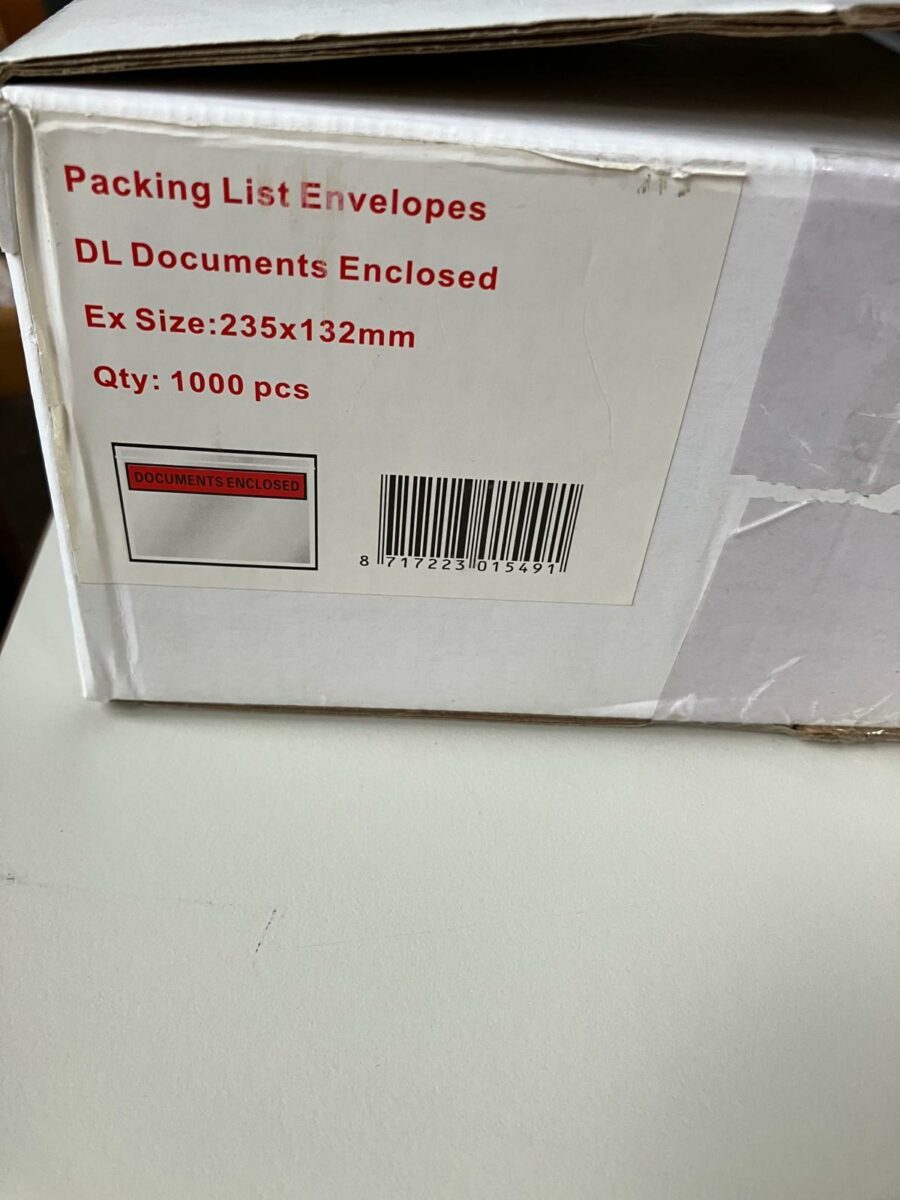 Packing List Envelopes
DL Documents Enclosed
Ex Size:235x132mm
Qty: 1000 pcs
DOCUMENTS ENCLOSED
8 717223 015491